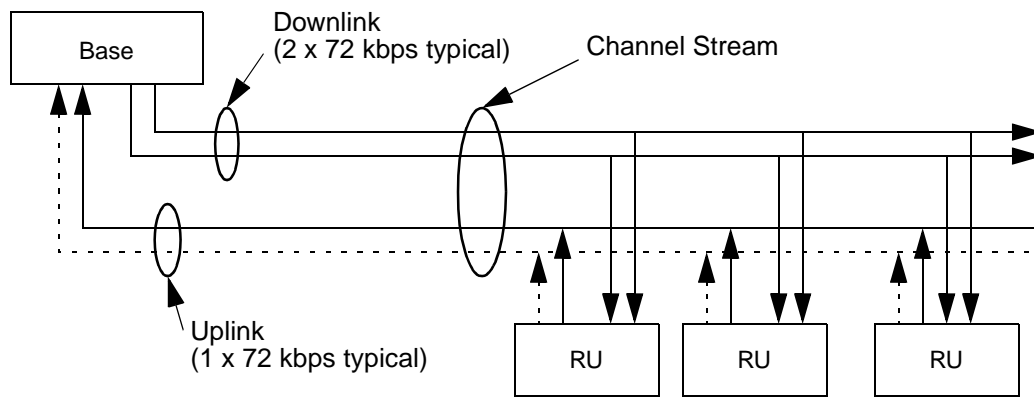 Downlink
(2 x 72 kbps typical)
Base
Channel Stream
Uplink
(1 x 72 kbps typical)
RU
RU
RU